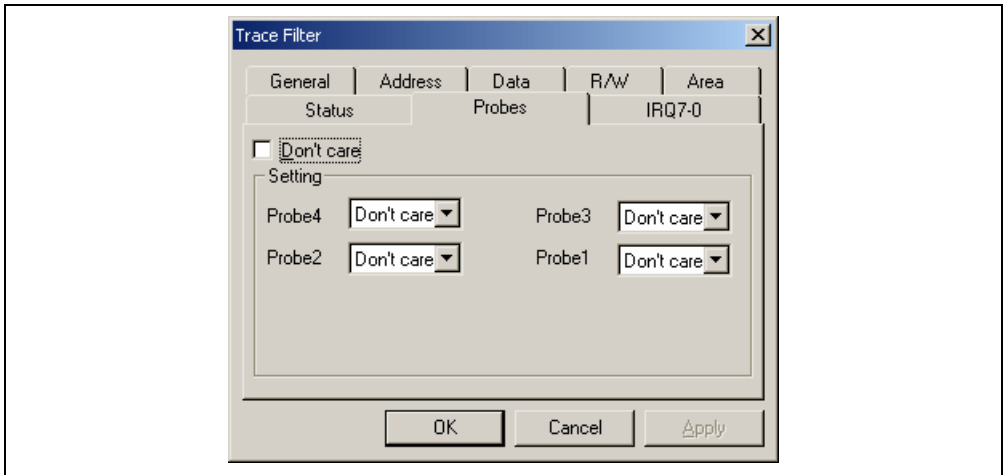 Trace Filter
General Address Data R/W Area
Status Probes IRQ7-0
Don't care
Setting
Probe4 Don't care Probe3 Don't care
Probe2 Don't care Probe1 Don't care
OK Cancel Apply